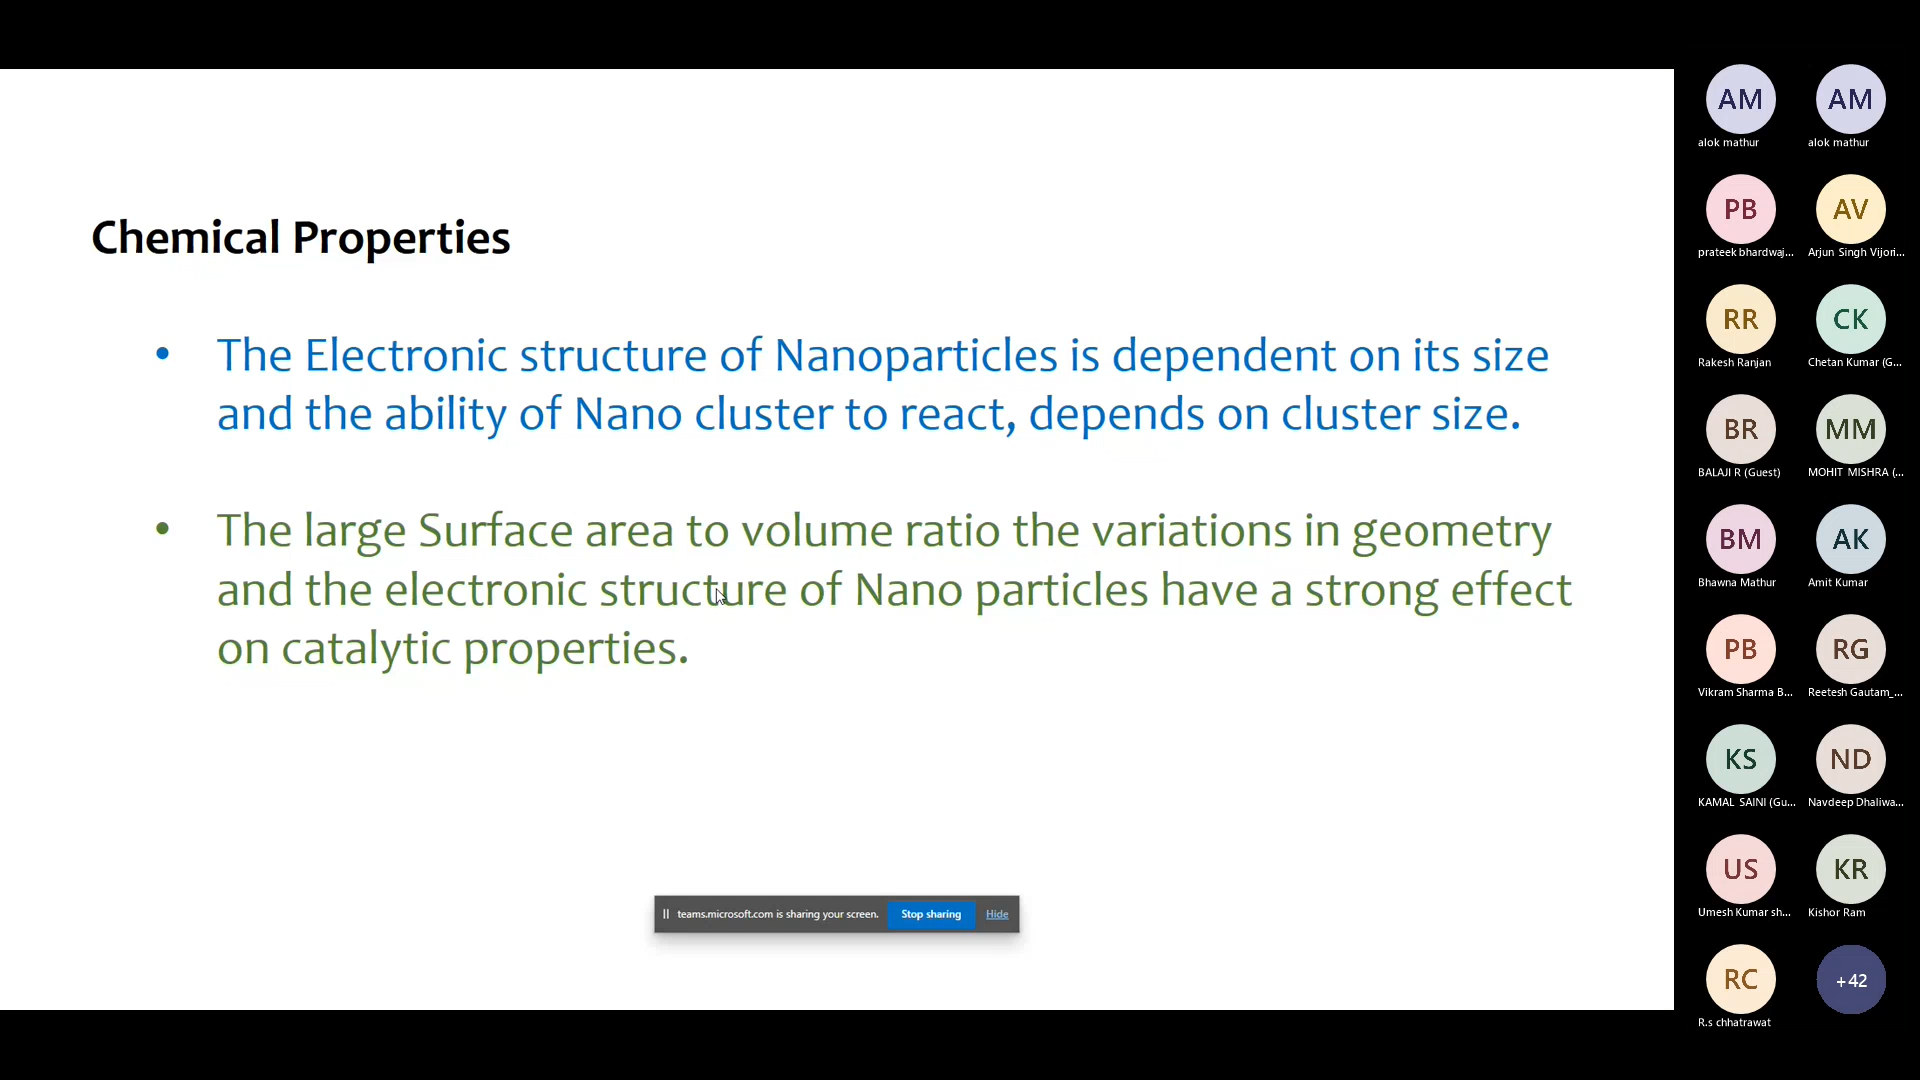 Chemical Properties
• The Electronic structure of Nanoparticles is dependent on its size
and the ability of Nano cluster to react, depends on cluster size.
• The large Surface area to volume ratio the variations in geometry
and the electronic structure of Nano particles have a strong effect
on catalytic properties.
teams.microsoft.com is sharing your screen. Stop sharing Hide
AM AM
alok mathur alok mathur
PB AV
prateek bhardwaj... Arjun Singh Vijori...
RR CK
Rakesh Ranjan Chetan Kumar (G...
BR MM
BALAJI R (Guest) MOHIT MISHRA (...
BM AK
Bhawna Mathur Amit Kumar
PB RG
Vikram Sharma B... Reetesh Gautam_...
KS ND
KAMAL SAINI (Gu... Navdeep Dhaliwa...
US KR
Umesh Kumar sh... Kishor Ram
RC +42
R.s chhatrawat